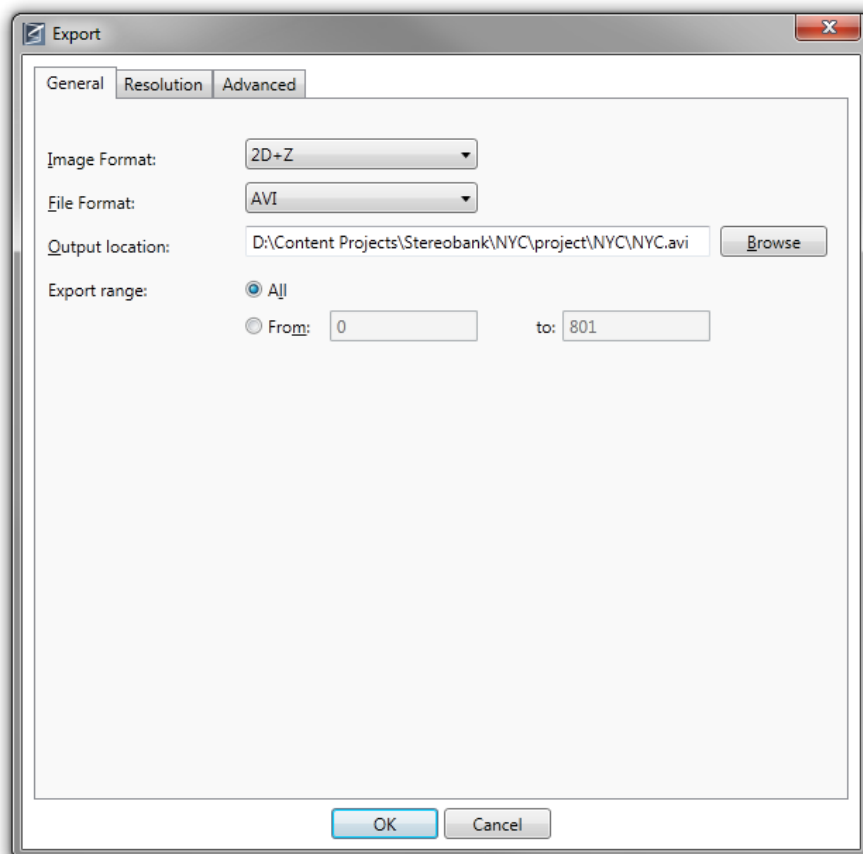 Export
General Resolution Advanced
Image Format: 2D+Z
File Format: AVI
Output location: D:\Content Projects\Stereobank\NYC\project\NYC\NYC.avi Browse
Export range: All
From: 0 to: 801
OK Cancel